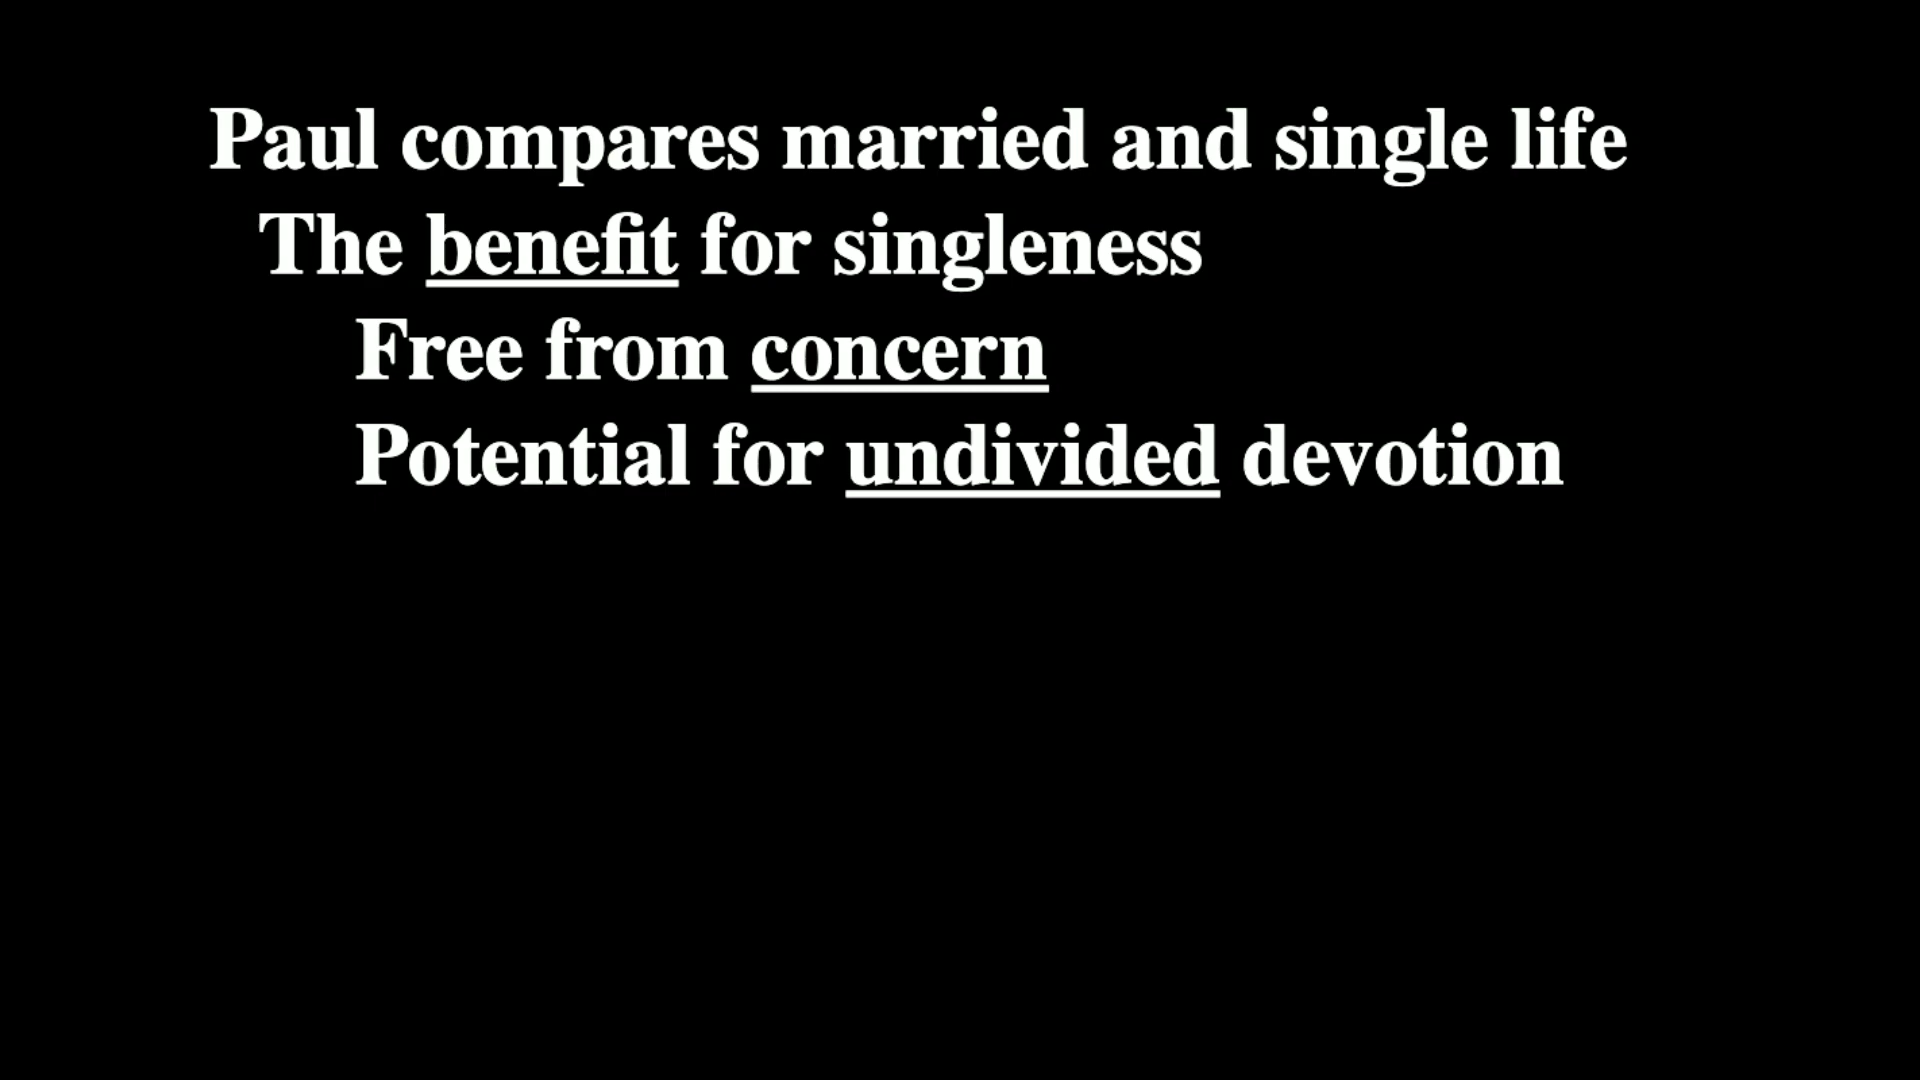 Paul compares married and single life
The benefit for singleness
Free from concern
Potential for undivided devotion